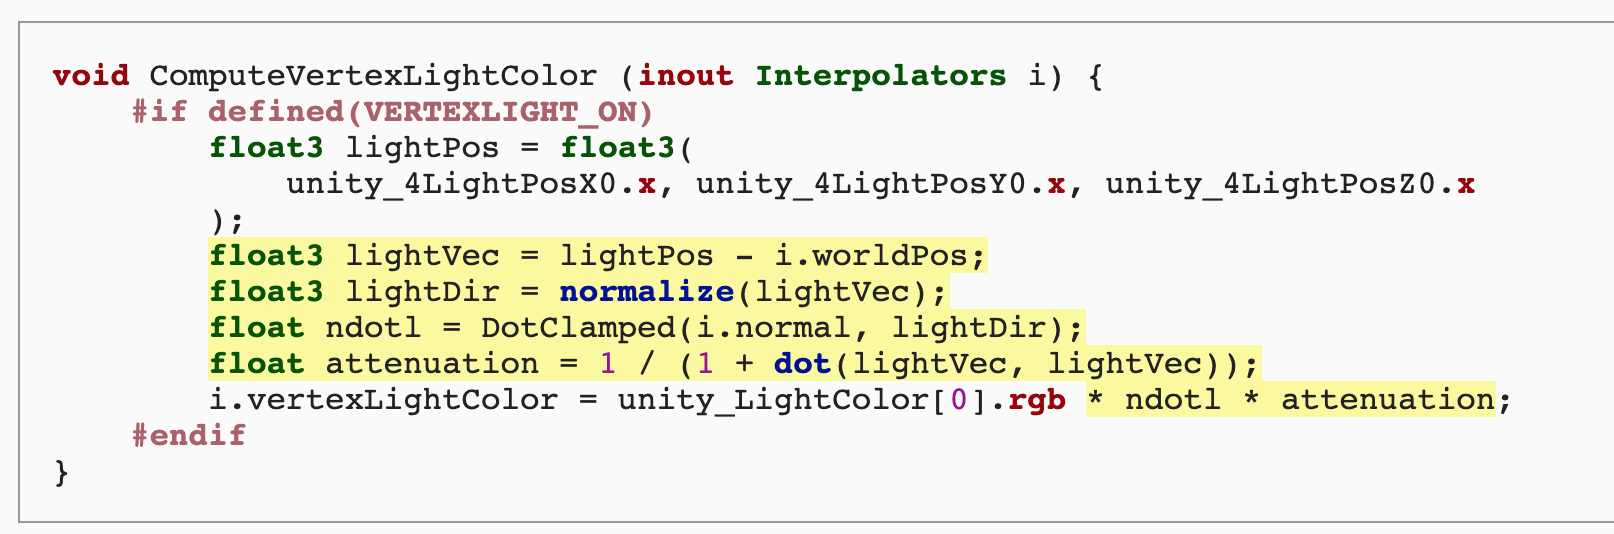 void ComputeVertexLightColor (inout Interpolators i) {
    #if defined(VERTEXLIGHT_ON)
        float3 lightPos = float3(
            unity_4LightPosX0.x, unity_4LightPosY0.x, unity_4LightPosZ0.x
        );
        float3 lightVec = lightPos - i.worldPos;
        float3 lightDir = normalize(lightVec);
        float ndotl = DotClamped(i.normal, lightDir);
        float attenuation = 1 / (1 + dot(lightVec, lightVec));
        i.vertexLightColor = unity_LightColor[0].rgb * ndotl * attenuation;
    #endif
}